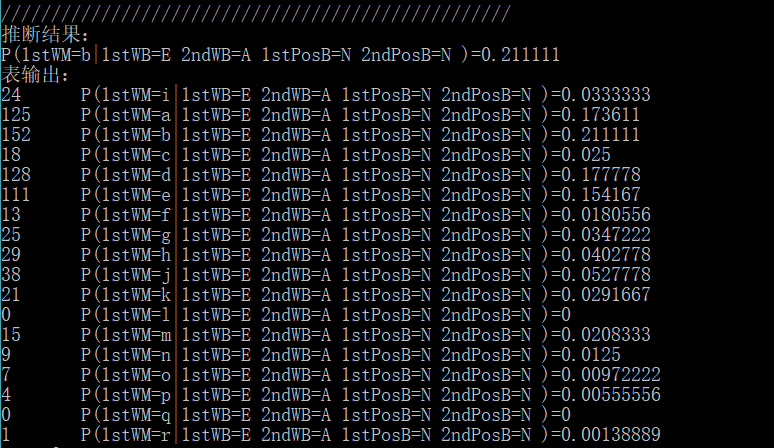 ///////////////////////////////////////////////////
推断结果:
P(1stWM=b|1stWB=E 2ndWB=A 1stPosB=N 2ndPosB=N )=0.211111
表输出:
24 P(1stWM=i|1stWB=E 2ndWB=A 1stPosB=N 2ndPosB=N )=0.0333333
125 P(1stWM=a|1stWB=E 2ndWB=A 1stPosB=N 2ndPosB=N )=0.173611
152 P(1stWM=b|1stWB=E 2ndWB=A 1stPosB=N 2ndPosB=N )=0.211111
18 P(1stWM=c|1stWB=E 2ndWB=A 1stPosB=N 2ndPosB=N )=0.025
128 P(1stWM=d|1stWB=E 2ndWB=A 1stPosB=N 2ndPosB=N )=0.177778
111 P(1stWM=e|1stWB=E 2ndWB=A 1stPosB=N 2ndPosB=N )=0.154167
13 P(1stWM=f|1stWB=E 2ndWB=A 1stPosB=N 2ndPosB=N )=0.0180556
25 P(1stWM=g|1stWB=E 2ndWB=A 1stPosB=N 2ndPosB=N )=0.0347222
29 P(1stWM=h|1stWB=E 2ndWB=A 1stPosB=N 2ndPosB=N )=0.0402778
38 P(1stWM=j|1stWB=E 2ndWB=A 1stPosB=N 2ndPosB=N )=0.0527778
21 P(1stWM=k|1stWB=E 2ndWB=A 1stPosB=N 2ndPosB=N )=0.0291667
0 P(1stWM=l|1stWB=E 2ndWB=A 1stPosB=N 2ndPosB=N )=0
15 P(1stWM=m|1stWB=E 2ndWB=A 1stPosB=N 2ndPosB=N )=0.0208333
9 P(1stWM=n|1stWB=E 2ndWB=A 1stPosB=N 2ndPosB=N )=0.0125
7 P(1stWM=o|1stWB=E 2ndWB=A 1stPosB=N 2ndPosB=N )=0.00972222
4 P(1stWM=p|1stWB=E 2ndWB=A 1stPosB=N 2ndPosB=N )=0.00555556
0 P(1stWM=q|1stWB=E 2ndWB=A 1stPosB=N 2ndPosB=N )=0
1 P(1stWM=r|1stWB=E 2ndWB=A 1stPosB=N 2ndPosB=N )=0.00138889